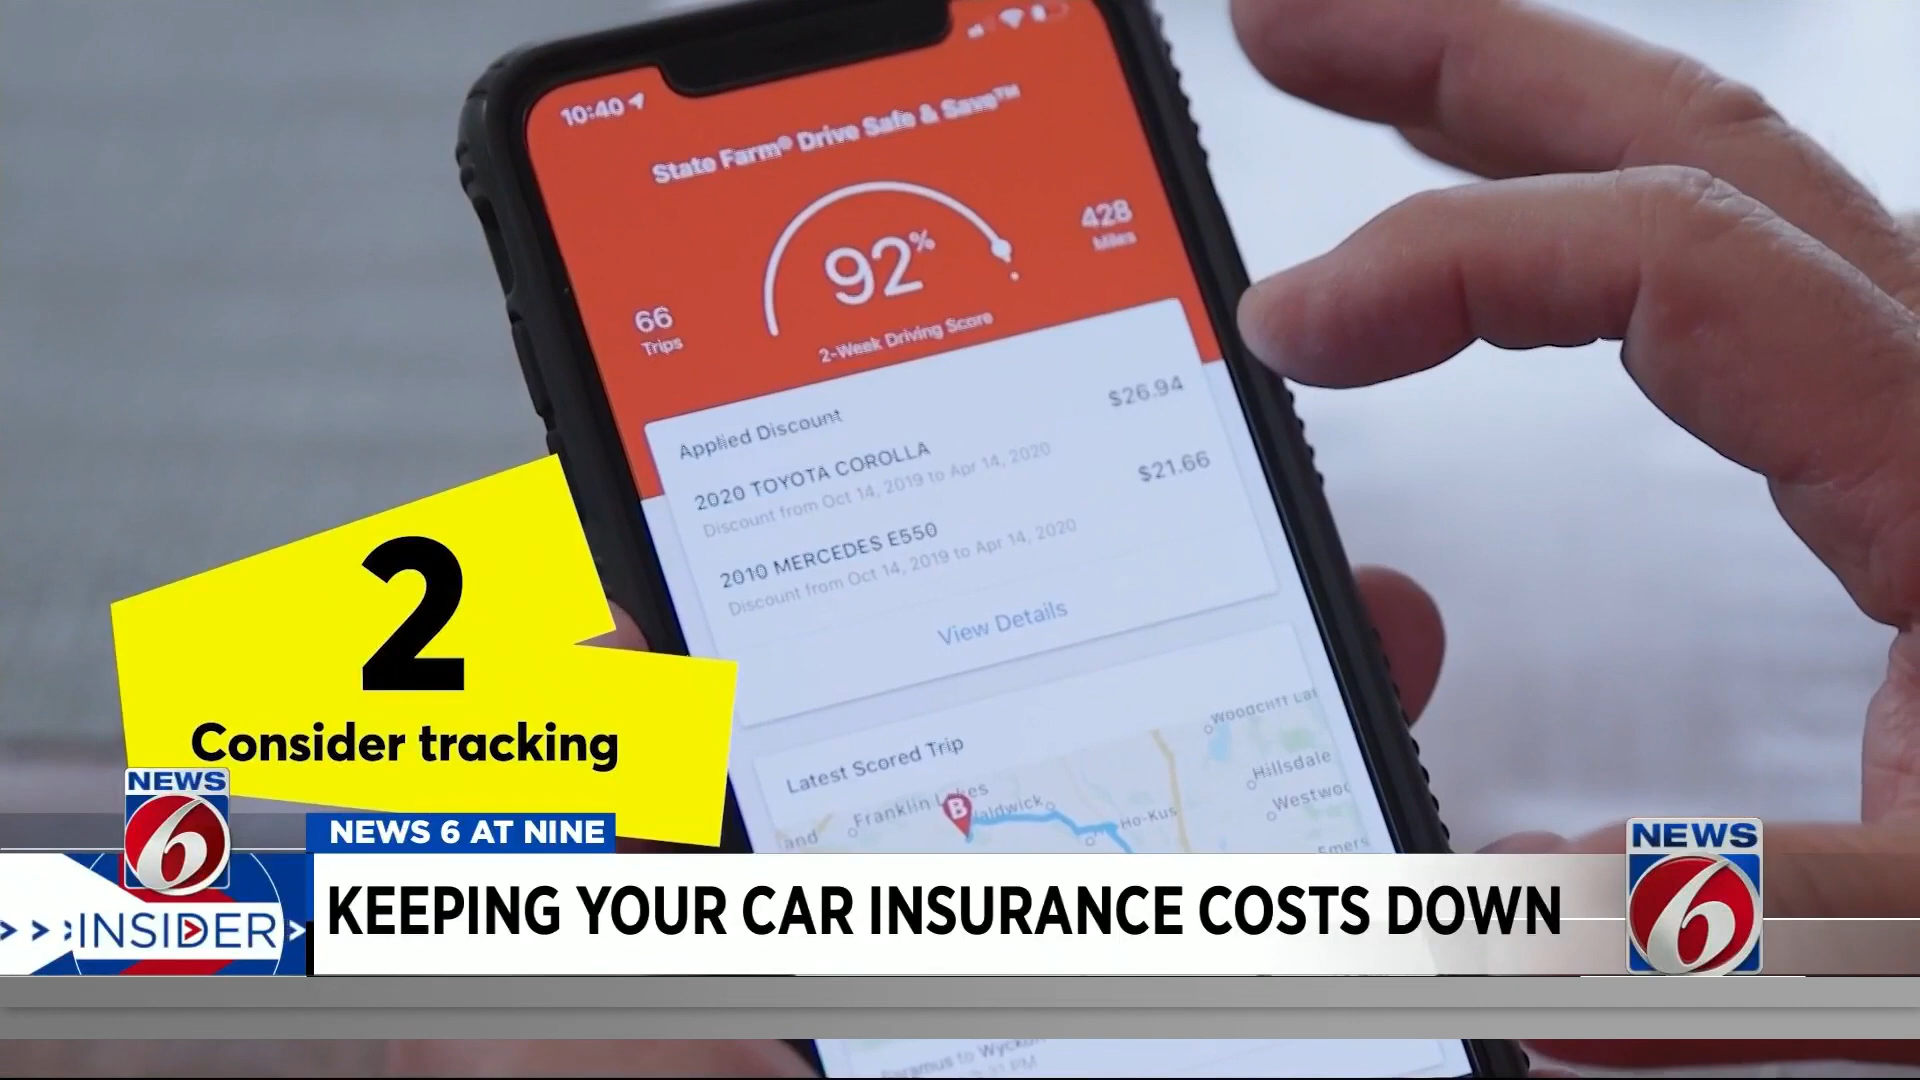 10:40
State Farm® Drive Safe & Save™
92%
2-Week Driving Score
66
Trips
428
Miles
Applied Discount
2020 TOYOTA COROLLA
$26.94
Discount from Oct 14, 2019 to Apr 14, 2020
2010 MERCEDES E550
$21.66
Discount from Oct 14, 2019 to Apr 14, 2020
View Details
Latest Scored Trip
Franklin Lakes
Ho-Kus
Hillsdale
2
Consider tracking
NEWS
6
INSIDER
NEWS 6 AT NINE
KEEPING YOUR CAR INSURANCE COSTS DOWN
NEWS
6